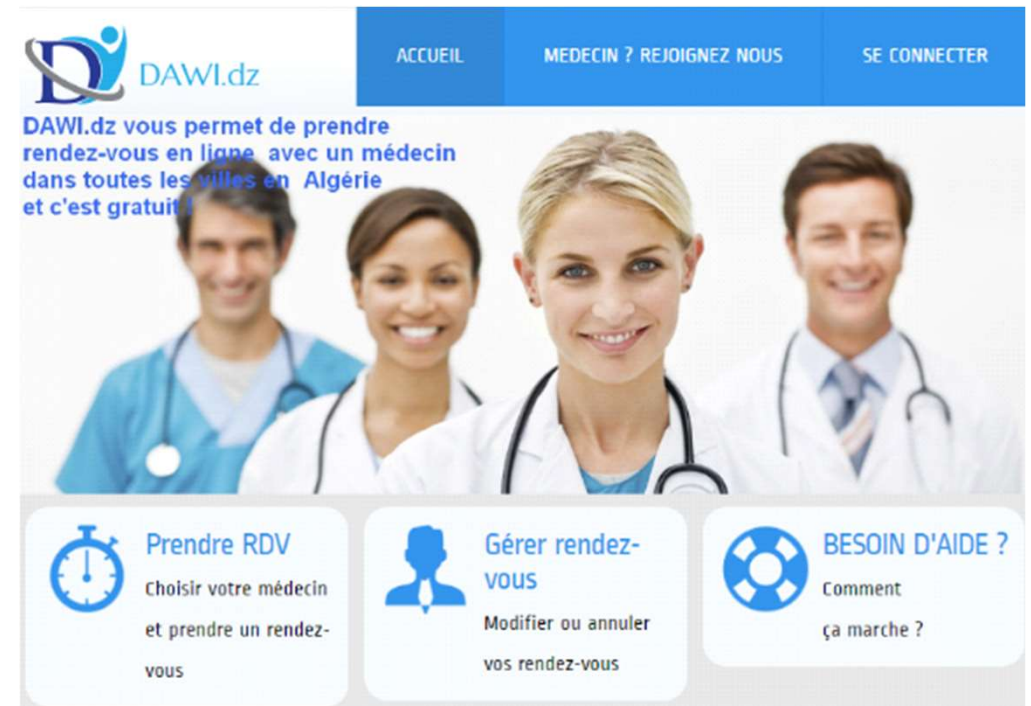 DAWI.dz
ACCUEIL
MEDECIN ? REJOIGNEZ NOUS
SE CONNECTER
DAWI.dz vous permet de prendre
rendez-vous en ligne avec un médecin
dans toutes les villes en Algérie
et c'est gratuit !
Prendre RDV
Choisir votre médecin
et prendre un rendez-
vous
Gérer rendez-
vous
Modifier ou annuler
vos rendez-vous
BESOIN D'AIDE ?
Comment
ça marche ?